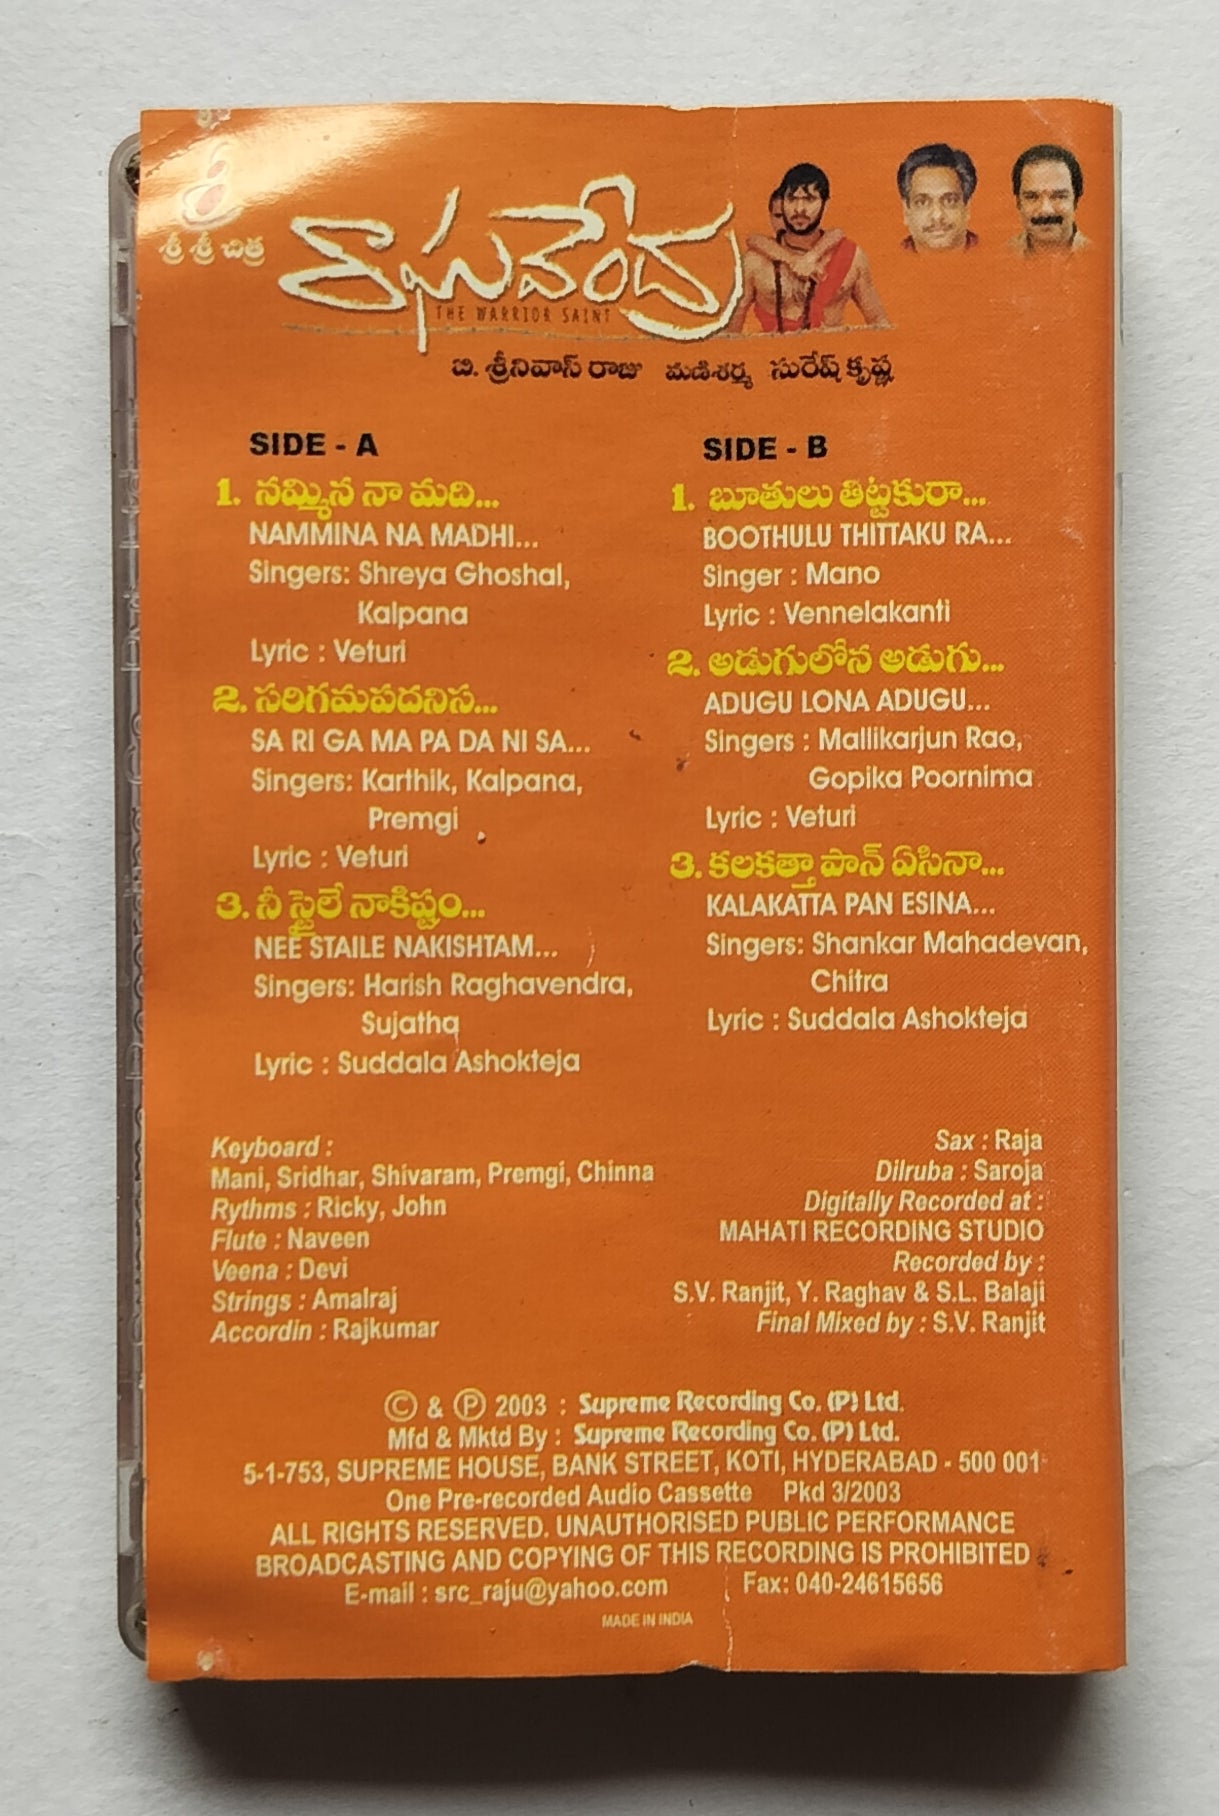 శ్రీ శ్రీ చిత్ర
రాఘవేంద్ర
THE WARRIOR SAINT
బి. శ్రీనివాస్ రాజు మణిశర్మ సురేష్ కృష్ణ
SIDE - A
1. నమ్మిన నా మది...
NAMMINA NA MADHI...
Singers: Shreya Ghoshal,
Kalpana
Lyric : Veturi
2. సరిగమపదనిస...
SA RI GA MA PA DA NI SA...
Singers: Karthik, Kalpana,
Premgi
Lyric : Veturi
3. నీ స్టైలే నాకిష్టం...
NEE STAILE NAKISHTAM...
Singers: Harish Raghavendra,
Sujatha
Lyric : Suddala Ashokteja
SIDE - B
1. బూతులు తిట్టకురా...
BOOTHULU THITTAKU RA...
Singer : Mano
Lyric : Vennelakanti
2. అడుగులోన అడుగు...
ADUGU LONA ADUGU...
Singers : Mallikarjun Rao,
Gopika Poornima
Lyric : Veturi
3. కలకత్తా పాన్ ఏసినా...
KALAKATTA PAN ESINA...
Singers: Shankar Mahadevan,
Chitra
Lyric : Suddala Ashokteja
Keyboard :
Mani, Sridhar, Shivaram, Premgi, Chinna
Rythms : Ricky, John
Flute : Naveen
Veena : Devi
Strings : Amalraj
Accordin : Rajkumar
Sax : Raja
Dilruba : Saroja
Digitally Recorded at :
MAHATI RECORDING STUDIO
Recorded by :
S.V. Ranjit, Y. Raghav & S.L. Balaji
Final Mixed by : S.V. Ranjit
© & ℗ 2003 : Supreme Recording Co. (P) Ltd.
Mfd & Mktd By : Supreme Recording Co. (P) Ltd.
5-1-753, SUPREME HOUSE, BANK STREET, KOTI, HYDERABAD - 500 001
One Pre-recorded Audio Cassette Pkd 3/2003
ALL RIGHTS RESERVED. UNAUTHORISED PUBLIC PERFORMANCE
BROADCASTING AND COPYING OF THIS RECORDING IS PROHIBITED
E-mail : src_raju@yahoo.com Fax: 040-24615656
MADE IN INDIA